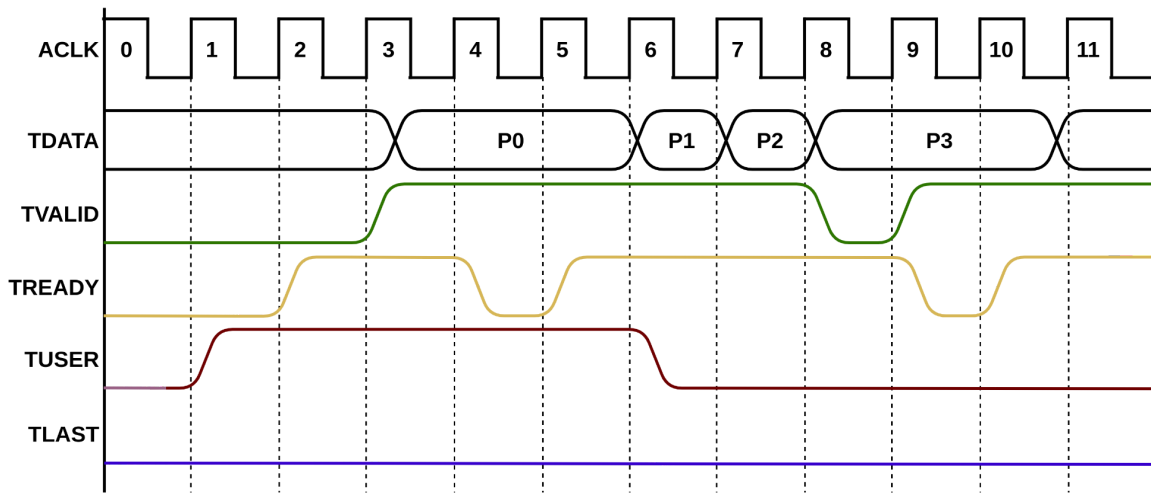 ACLK 0 1 2 3 4 5 6 7 8 9 10 11
TDATA P0 P1 P2 P3
TVALID
TREADY
TUSER
TLAST